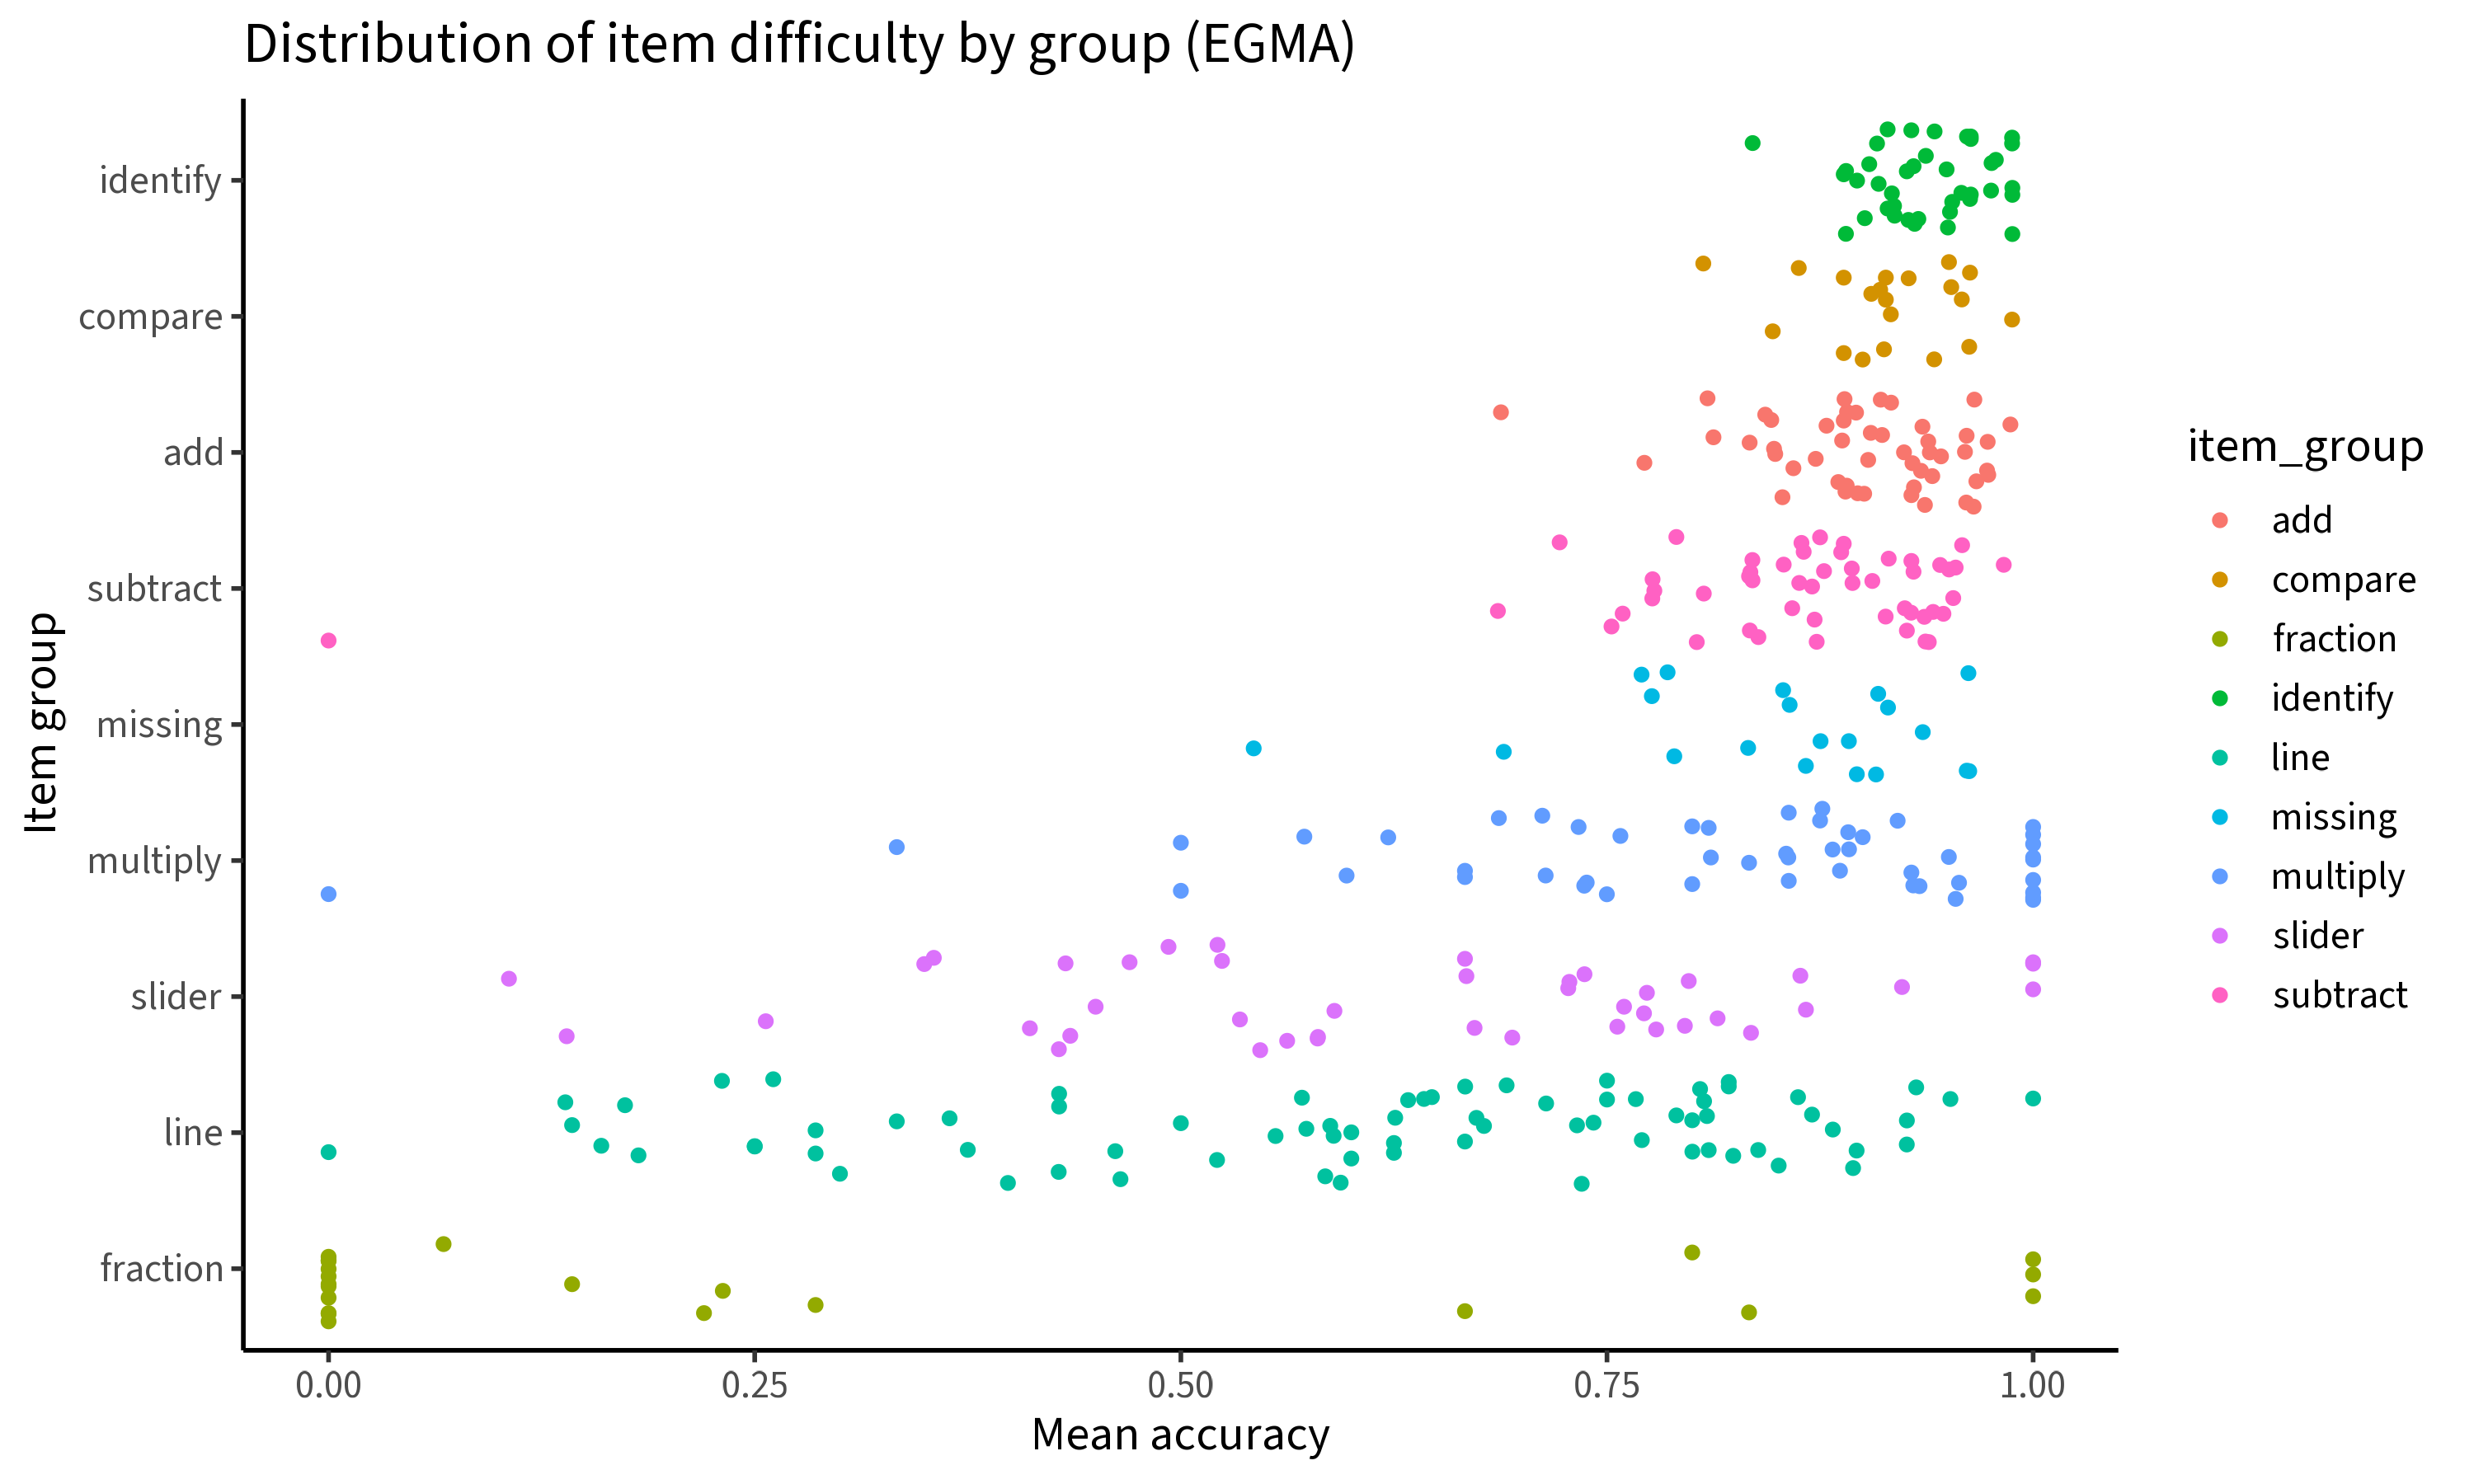 Distribution of item difficulty by group (EGMA)
Item group
identify
compare
add
subtract
missing
multiply
slider
line
fraction
0.00
0.25
0.50
0.75
1.00
Mean accuracy
item_group
add
compare
fraction
identify
line
missing
multiply
slider
subtract